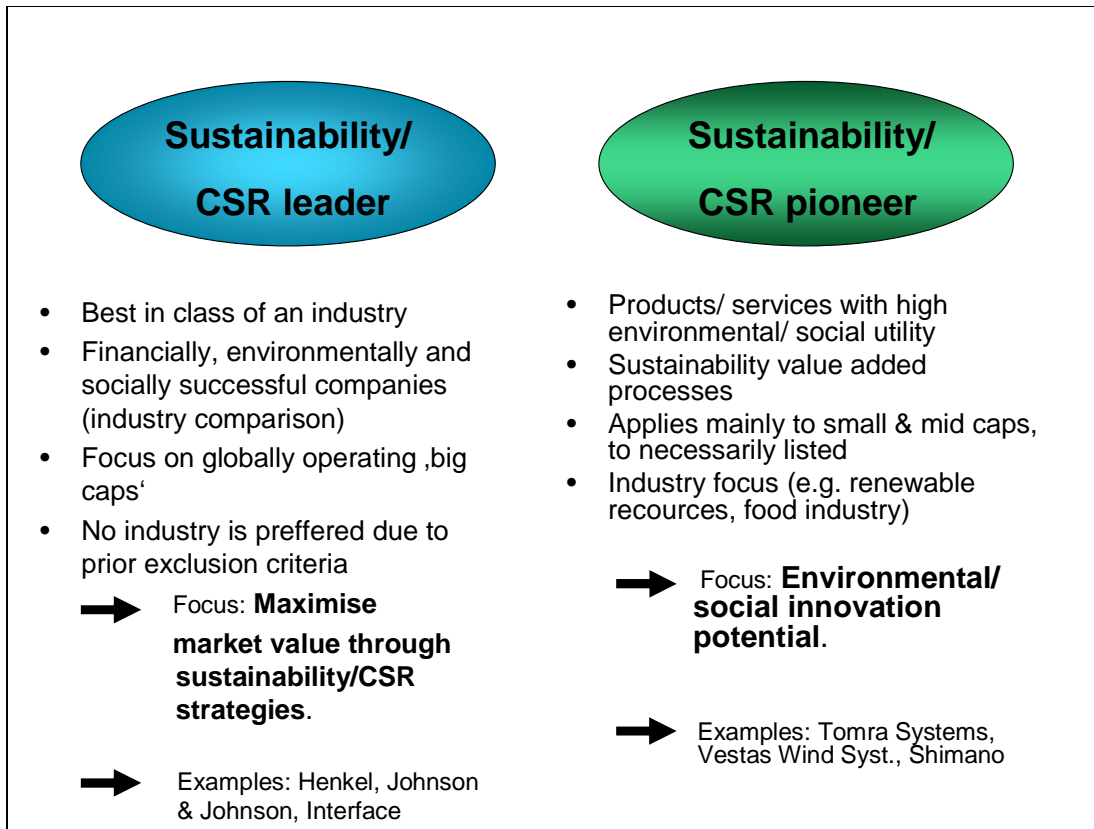 Sustainability/
CSR leader
• Best in class of an industry
• Financially, environmentally and
socially successful companies
(industry comparison)
• Focus on globally operating ‚big
caps‘
• No industry is preffered due to
prior exclusion criteria
Focus: Maximise
market value through
sustainability/CSR
strategies.
Examples: Henkel, Johnson
& Johnson, Interface
Sustainability/
CSR pioneer
• Products/ services with high
environmental/ social utility
• Sustainability value added
processes
• Applies mainly to small & mid caps,
to necessarily listed
• Industry focus (e.g. renewable
recources, food industry)
Focus: Environmental/
social innovation
potential.
Examples: Tomra Systems,
Vestas Wind Syst., Shimano